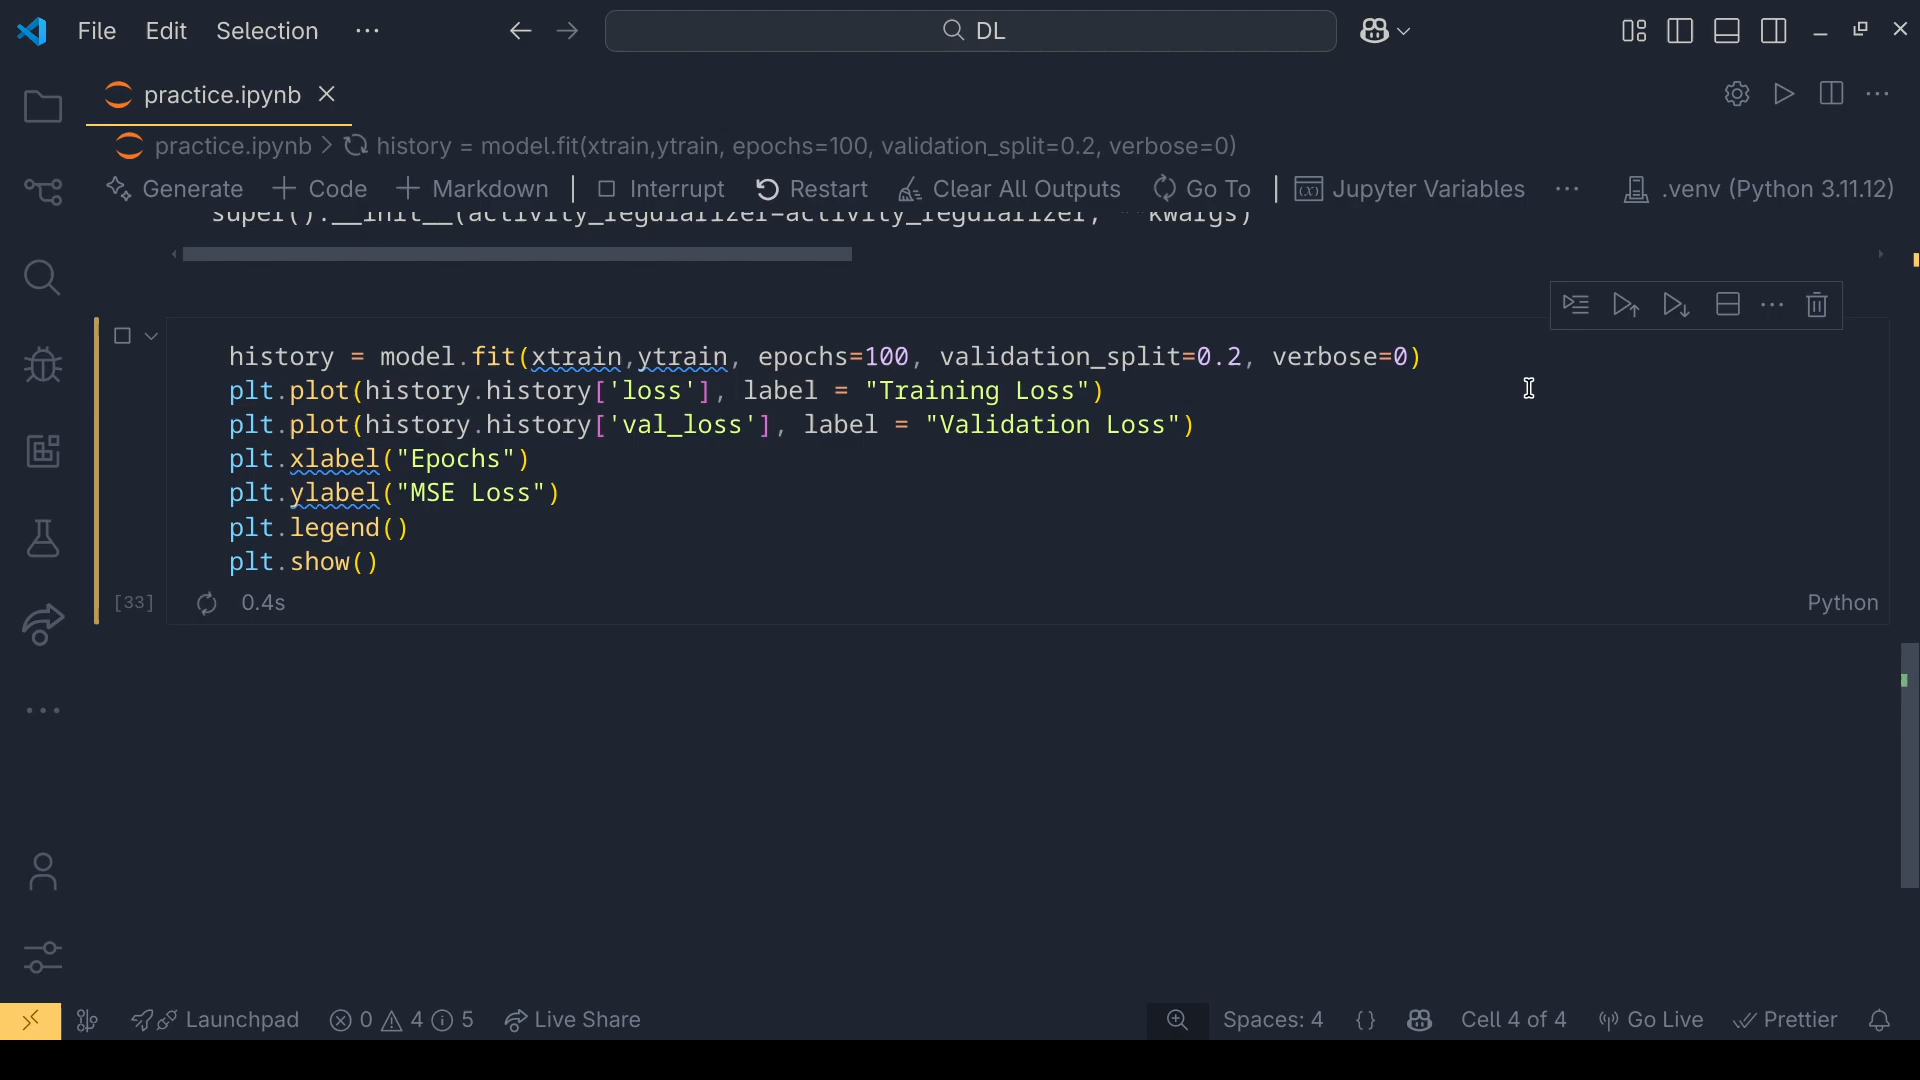 File Edit Selection ··· DL
practice.ipynb
practice.ipynb > history = model.fit(xtrain,ytrain, epochs=100, validation_split=0.2, verbose=0)
Generate + Code + Markdown | Interrupt Restart Clear All Outputs Go To | Jupyter Variables ··· .venv (Python 3.11.12)
super().__init__(activity_regularizer=activity_regularizer, **kwargs)
history = model.fit(xtrain,ytrain, epochs=100, validation_split=0.2, verbose=0)
plt.plot(history.history['loss'], label = "Training Loss")
plt.plot(history.history['val_loss'], label = "Validation Loss")
plt.xlabel("Epochs")
plt.ylabel("MSE Loss")
plt.legend()
plt.show()
[33] 0.4s Python
Launchpad 0 4 5 Live Share Spaces: 4 {} Cell 4 of 4 Go Live Prettier